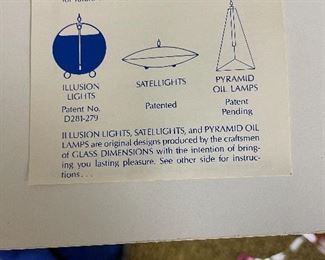 for futur
ILLUSION
LIGHTS
Patent No.
D281-279
SATELLIGHTS
Patented
PYRAMID
OIL LAMPS
Patent
Pending
ILLUSION LIGHTS, SATELLIGHTS, and PYRAMID OIL
LAMPS are original designs produced by the craftsmen
of GLASS DIMENSIONS with the intention of bring-
ing you lasting pleasure. See other side for instruc-
tions . . .